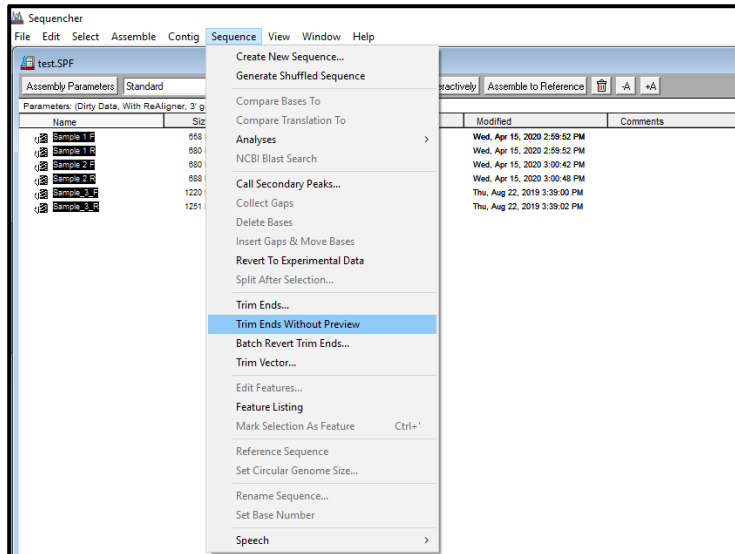 Sequencher
File Edit Select Assemble Contig Sequence View Window Help
test.SPF
Assembly Parameters Standard eractively Assemble to Reference -A +A
Parameters: (Dirty Data, With ReAligner, 3' g
Name Siz Modified Comments
Sample 1 F 658 Wed, Apr 15, 2020 2:59:52 PM
Sample 1 R 680 Wed, Apr 15, 2020 2:59:52 PM
Sample 2 F 680 Wed, Apr 15, 2020 3:00:42 PM
Sample 2 R 688 Wed, Apr 15, 2020 3:00:48 PM
Sample_3_F 1220 Thu, Aug 22, 2019 3:39:00 PM
Sample_3_R 1251 Thu, Aug 22, 2019 3:39:02 PM
Create New Sequence...
Generate Shuffled Sequence
Compare Bases To
Compare Translation To
Analyses >
NCBI Blast Search
Call Secondary Peaks...
Collect Gaps
Delete Bases
Insert Gaps & Move Bases
Revert To Experimental Data
Split After Selection...
Trim Ends...
Trim Ends Without Preview
Batch Revert Trim Ends...
Trim Vector...
Edit Features...
Feature Listing
Mark Selection As Feature Ctrl+'
Reference Sequence
Set Circular Genome Size...
Rename Sequence...
Set Base Number
Speech >